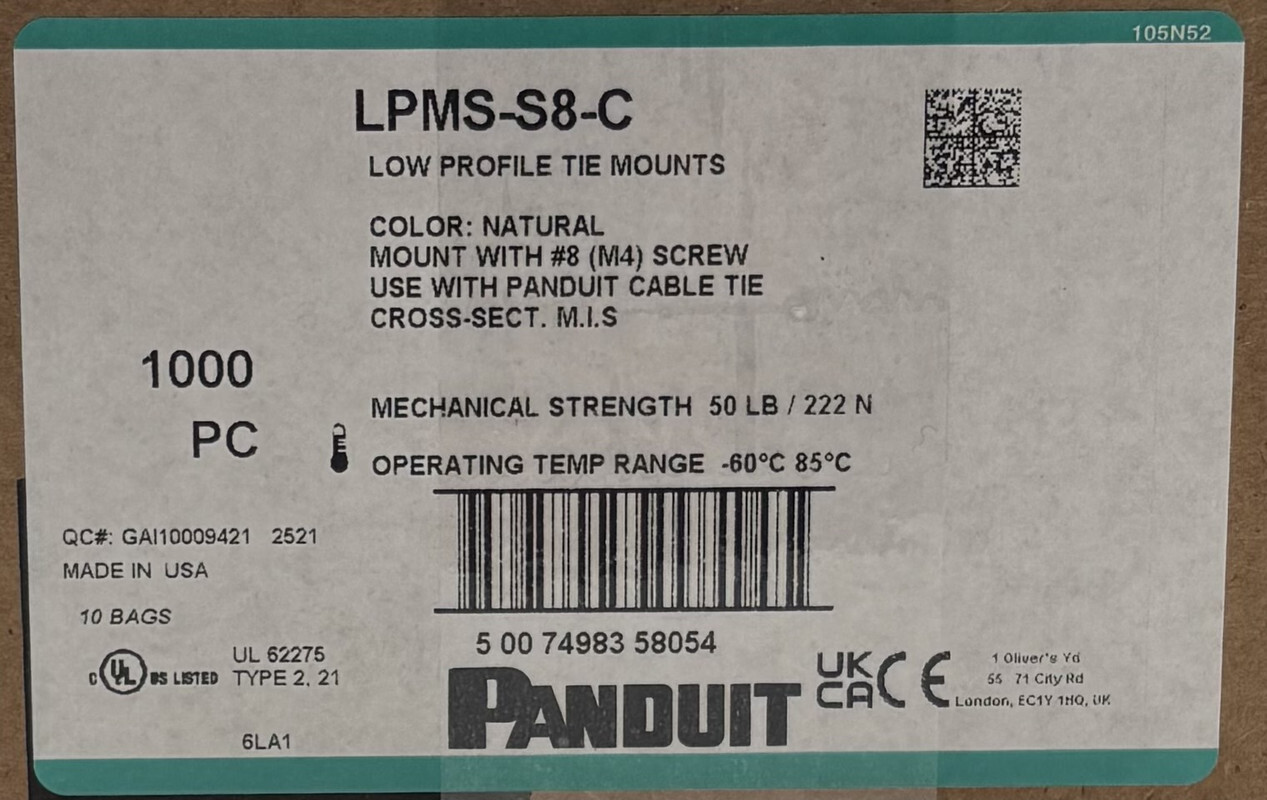 105N52
LPMS-S8-C
LOW PROFILE TIE MOUNTS
COLOR: NATURAL
MOUNT WITH #8 (M4) SCREW
USE WITH PANDUIT CABLE TIE
CROSS-SECT. M.I.S
1000
PC
MECHANICAL STRENGTH 50 LB / 222 N
OPERATING TEMP RANGE -60°C 85°C
QC#: GAI10009421 2521
MADE IN USA
10 BAGS
5 00 74983 58054
C UL US LISTED
UL 62275
TYPE 2, 21
6LA1
PANDUIT
UK
CA
CE
1 Oliver's Yd
55 71 City Rd
London, EC1Y 1HQ, UK